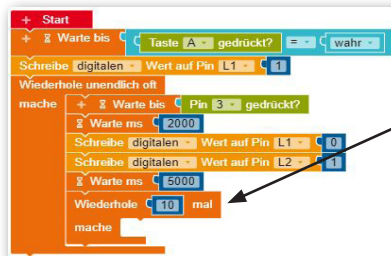 + Start
+ Warte bis Taste A gedrückt? = wahr
Schreibe digitalen Wert auf Pin L1 1
Wiederhole unendlich oft
mache + Warte bis Pin 3 gedrückt?
Warte ms 2000
Schreibe digitalen Wert auf Pin L1 0
Schreibe digitalen Wert auf Pin L2 1
Warte ms 5000
Wiederhole 10 mal
mache